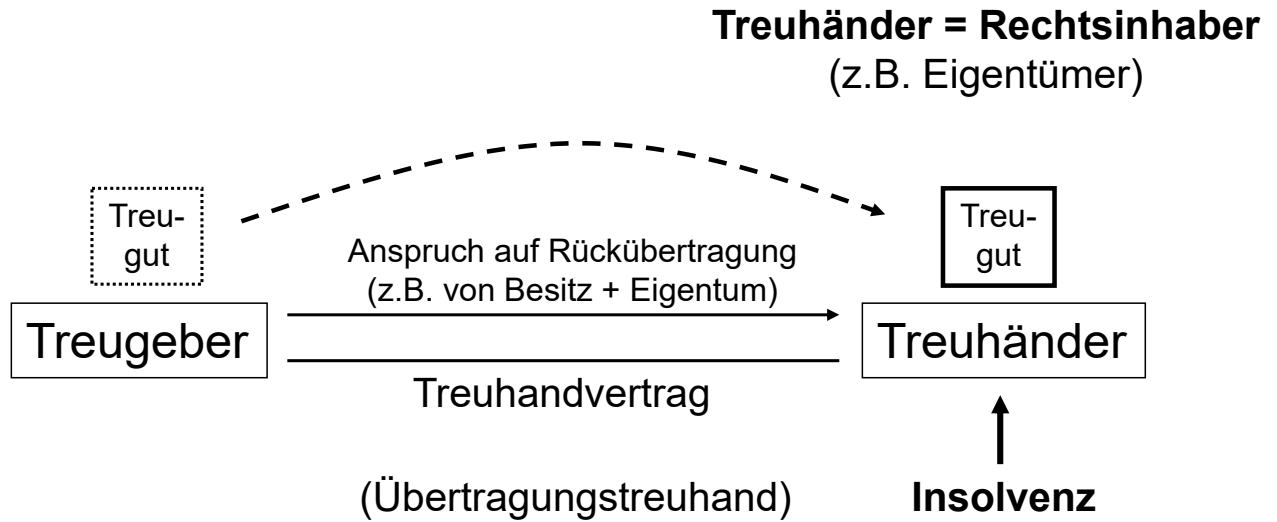 Treuhänder = Rechtsinhaber
(z.B. Eigentümer)
Treu-
gut
Anspruch auf Rückübertragung
(z.B. von Besitz + Eigentum)
Treu-
gut
Treugeber
Treuhänder
Treuhandvertrag
(Übertragungstreuhand)
Insolvenz